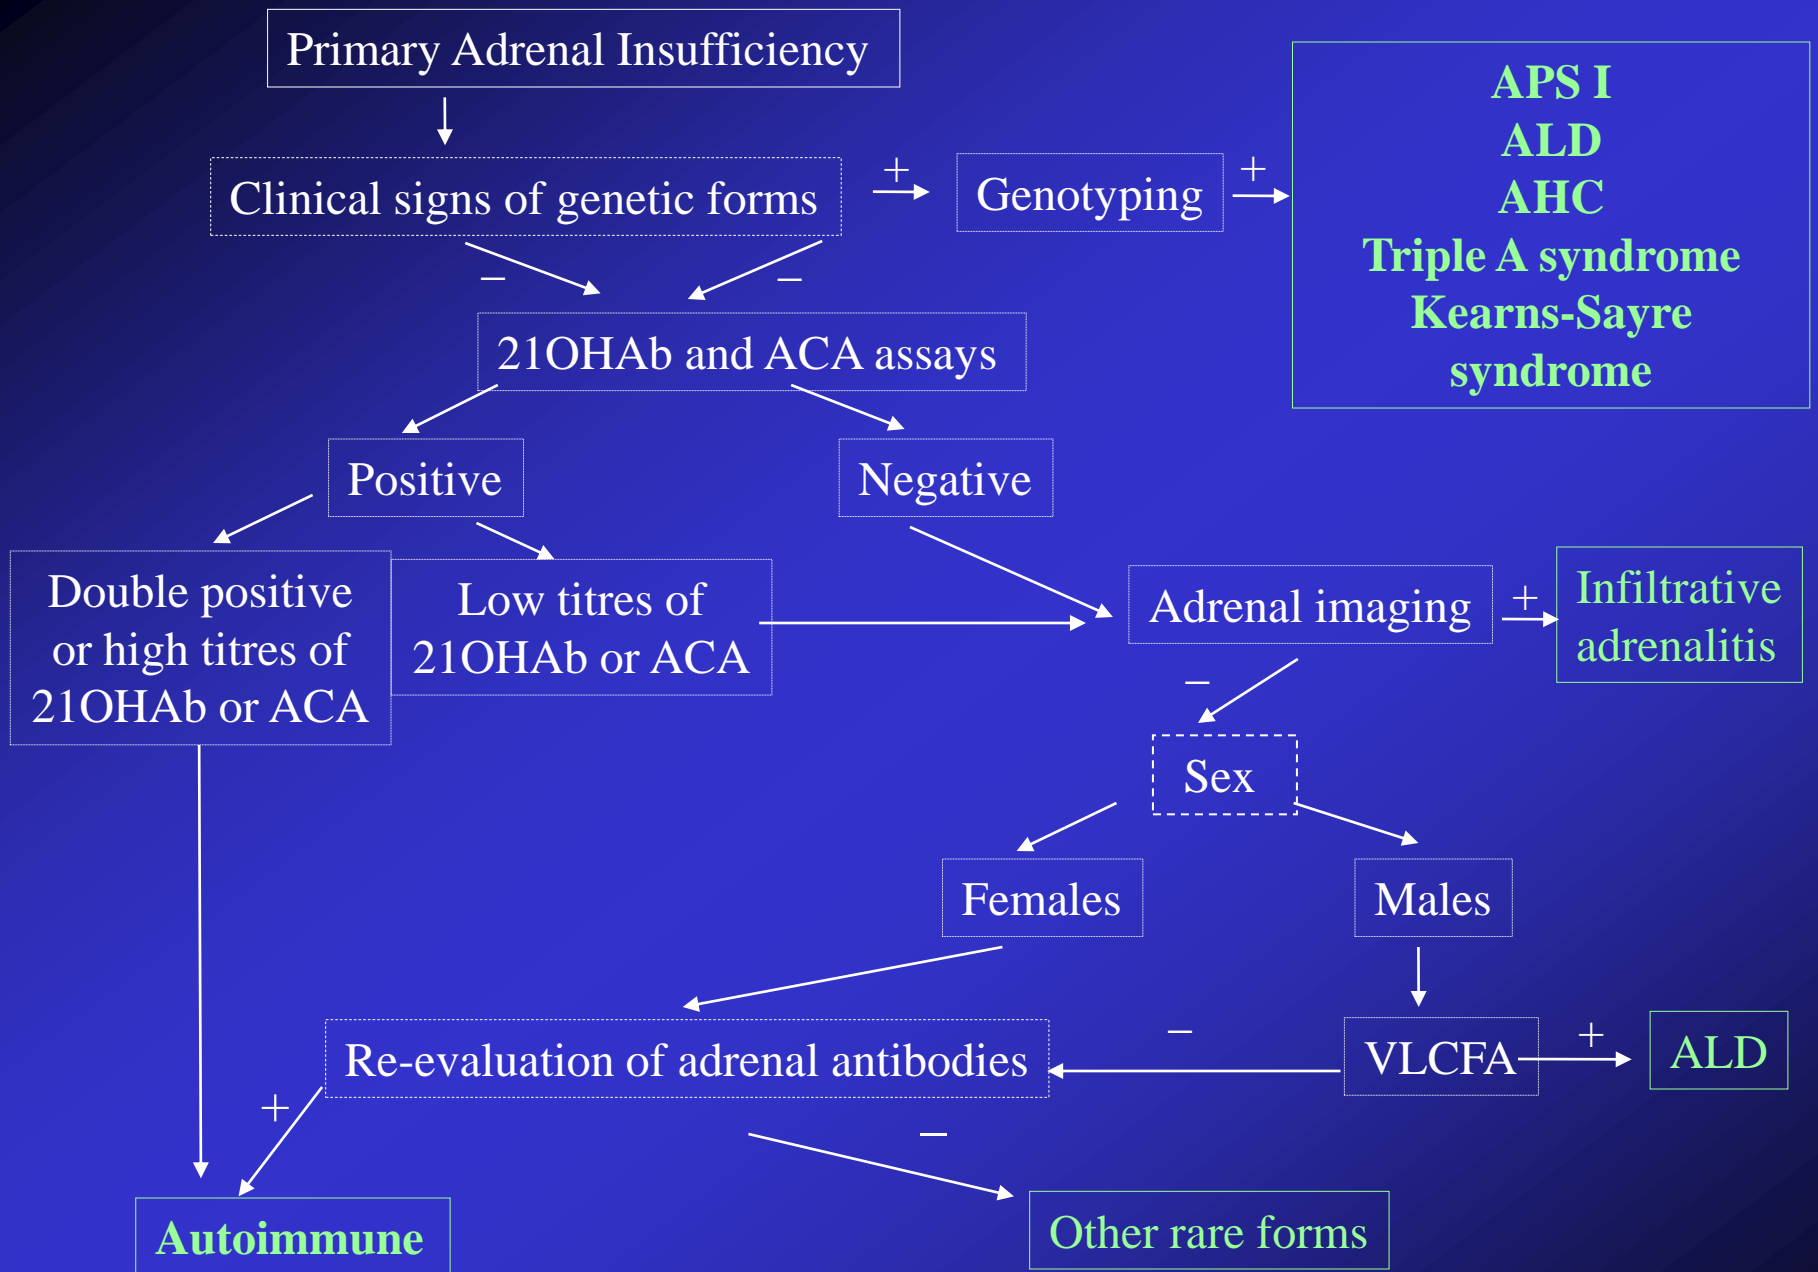 Primary Adrenal Insufficiency
Clinical signs of genetic forms
+
Genotyping
+
APS I
ALD
AHC
Triple A syndrome
Kearns-Sayre
syndrome
–
–
21OHAb and ACA assays
Positive
Negative
Double positive
or high titres of
21OHAb or ACA
Low titres of
21OHAb or ACA
Adrenal imaging
+
Infiltrative
adrenalitis
–
Sex
Females
Males
Re-evaluation of adrenal antibodies
–
VLCFA
+
ALD
+
–
Autoimmune
Other rare forms